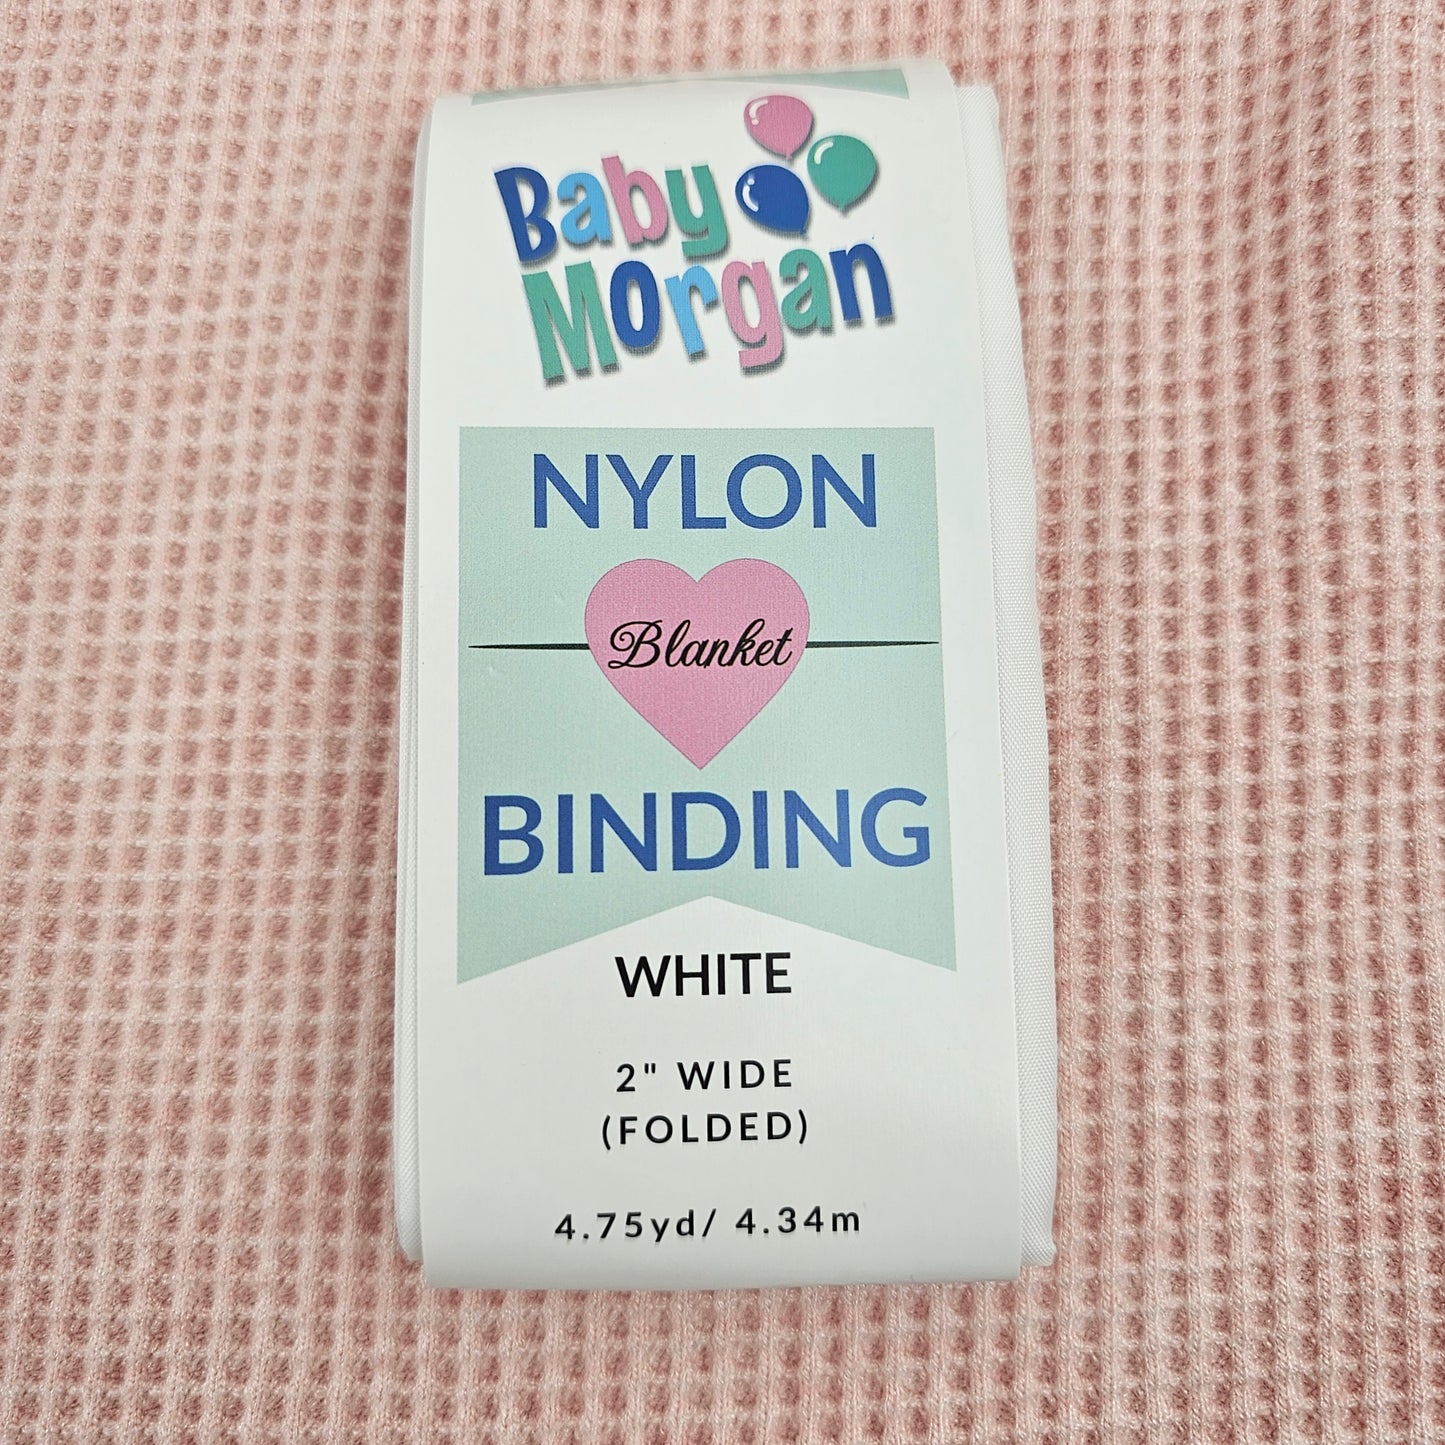 Baby
Morgan
NYLON
Blanket
BINDING
WHITE
2" WIDE
(FOLDED)
4.75yd/ 4.34m